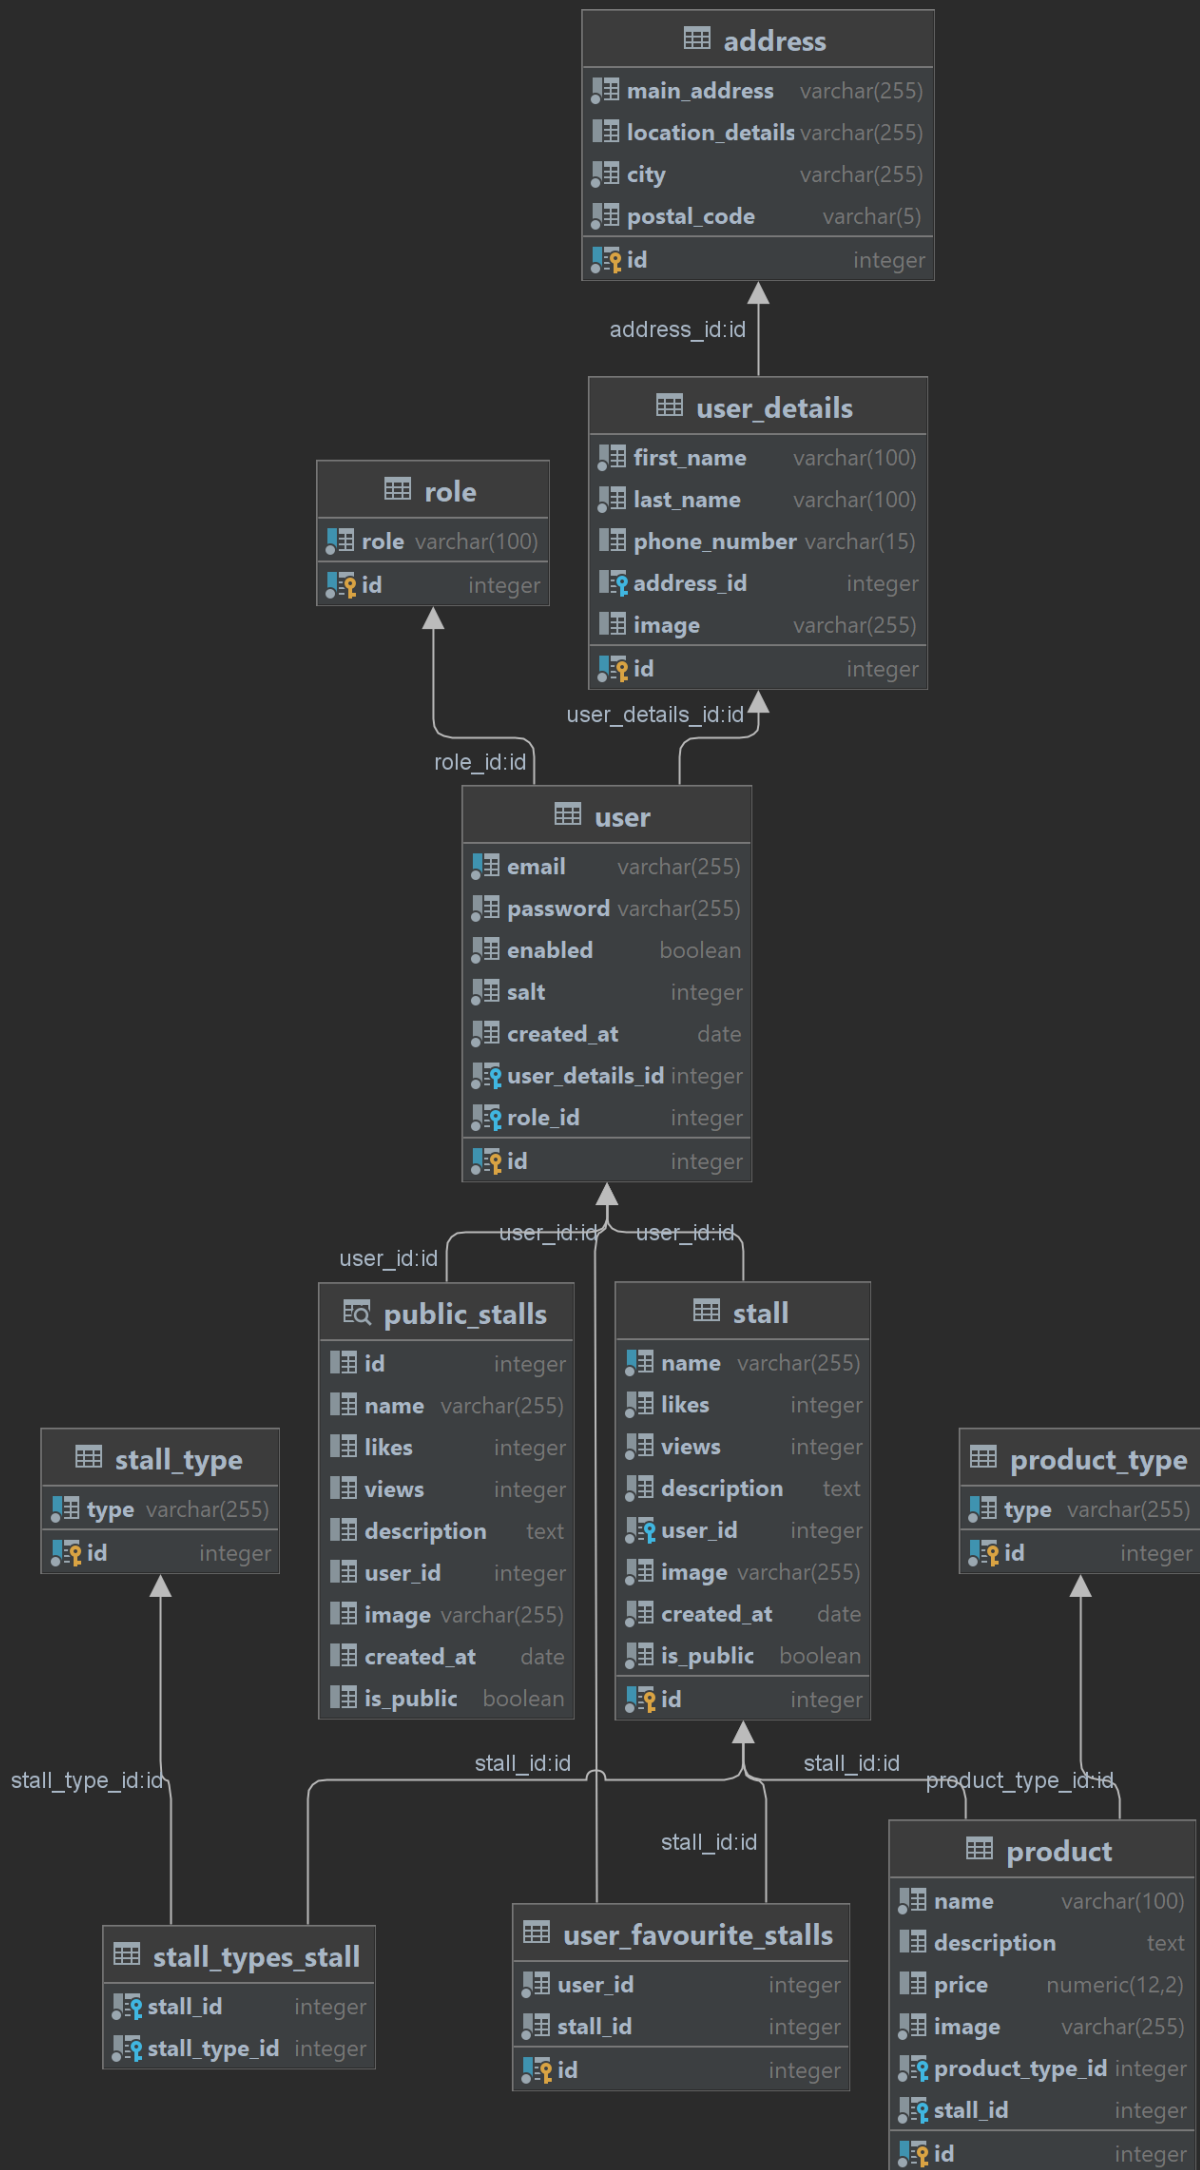 address
main_address varchar(255)
location_details varchar(255)
city varchar(255)
postal_code varchar(5)
id integer
address_id:id
user_details
first_name varchar(100)
last_name varchar(100)
phone_number varchar(15)
address_id integer
image varchar(255)
id integer
role
role varchar(100)
id integer
user_details_id:id
role_id:id
user
email varchar(255)
password varchar(255)
enabled boolean
salt integer
created_at date
user_details_id integer
role_id integer
id integer
user_id:id
user_id:id
user_id:id
public_stalls
id integer
name varchar(255)
likes integer
views integer
description text
user_id integer
image varchar(255)
created_at date
is_public boolean
stall
name varchar(255)
likes integer
views integer
description text
user_id integer
image varchar(255)
created_at date
is_public boolean
id integer
stall_type
type varchar(255)
id integer
product_type
type varchar(255)
id integer
stall_type_id:id
stall_id:id
stall_id:id
product_type_id:id
stall_id:id
stall_types_stall
stall_id integer
stall_type_id integer
user_favourite_stalls
user_id integer
stall_id integer
id integer
product
name varchar(100)
description text
price numeric(12,2)
image varchar(255)
product_type_id integer
stall_id integer
id integer